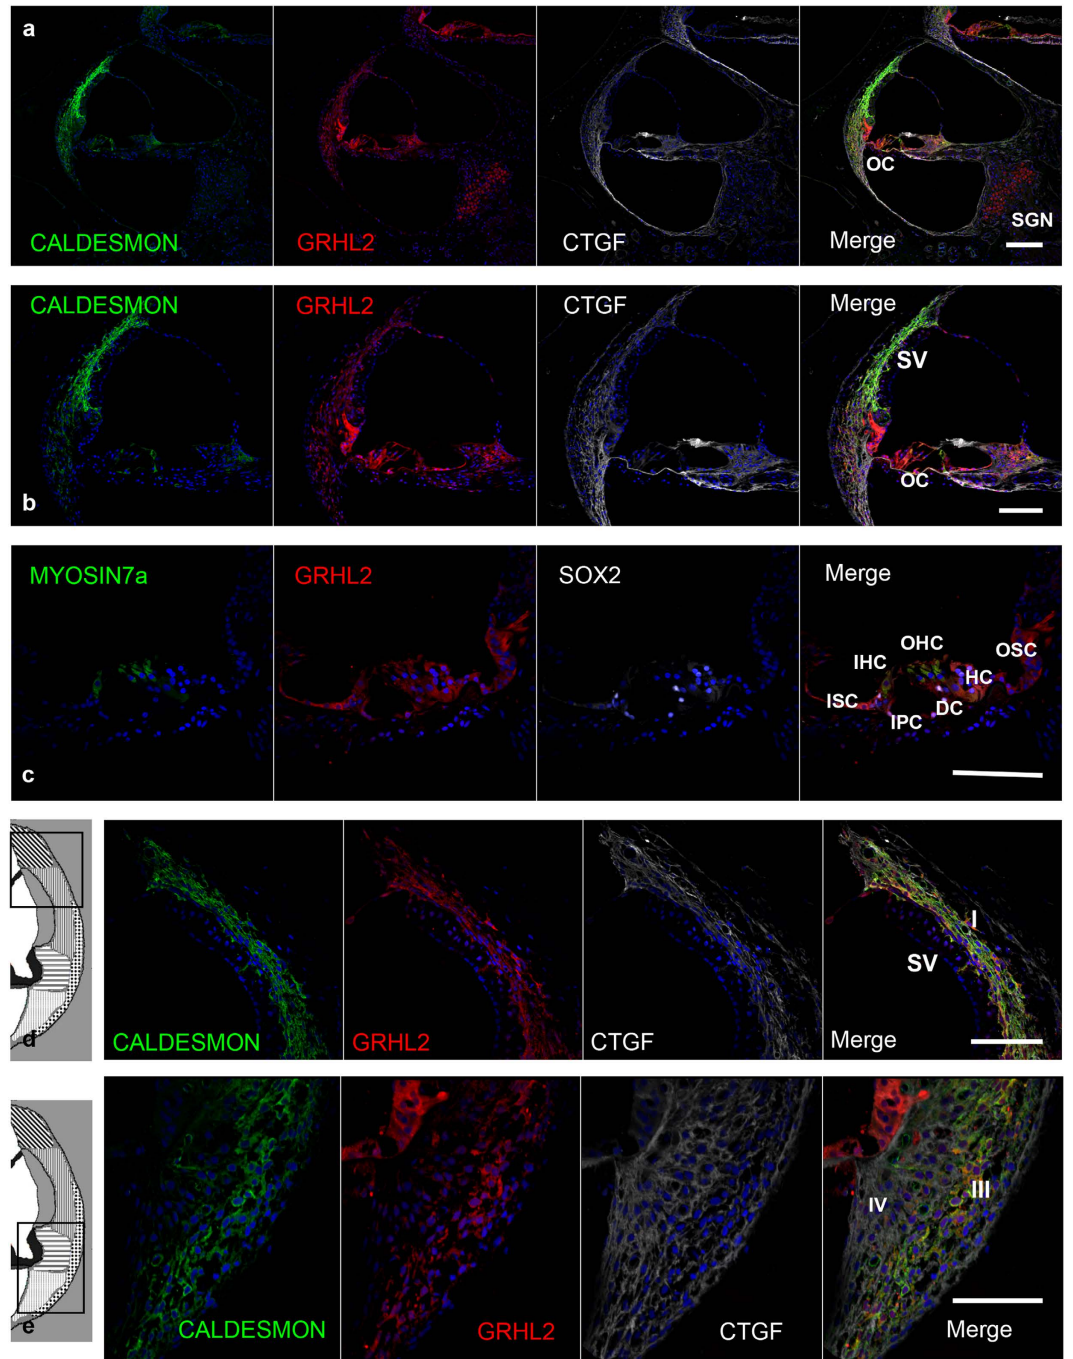 a
OC
SGN
CALDESMON
GRHL2
CTGF
Merge
CALDESMON
GRHL2
CTGF
Merge
SV
OC
b
MYOSIN7a
GRHL2
SOX2
Merge
OHC
OSC
IHC
HC
ISC
DC
IPC
c
I
SV
d
CALDESMON
GRHL2
CTGF
Merge
III
IV
e
CALDESMON
GRHL2
CTGF
Merge